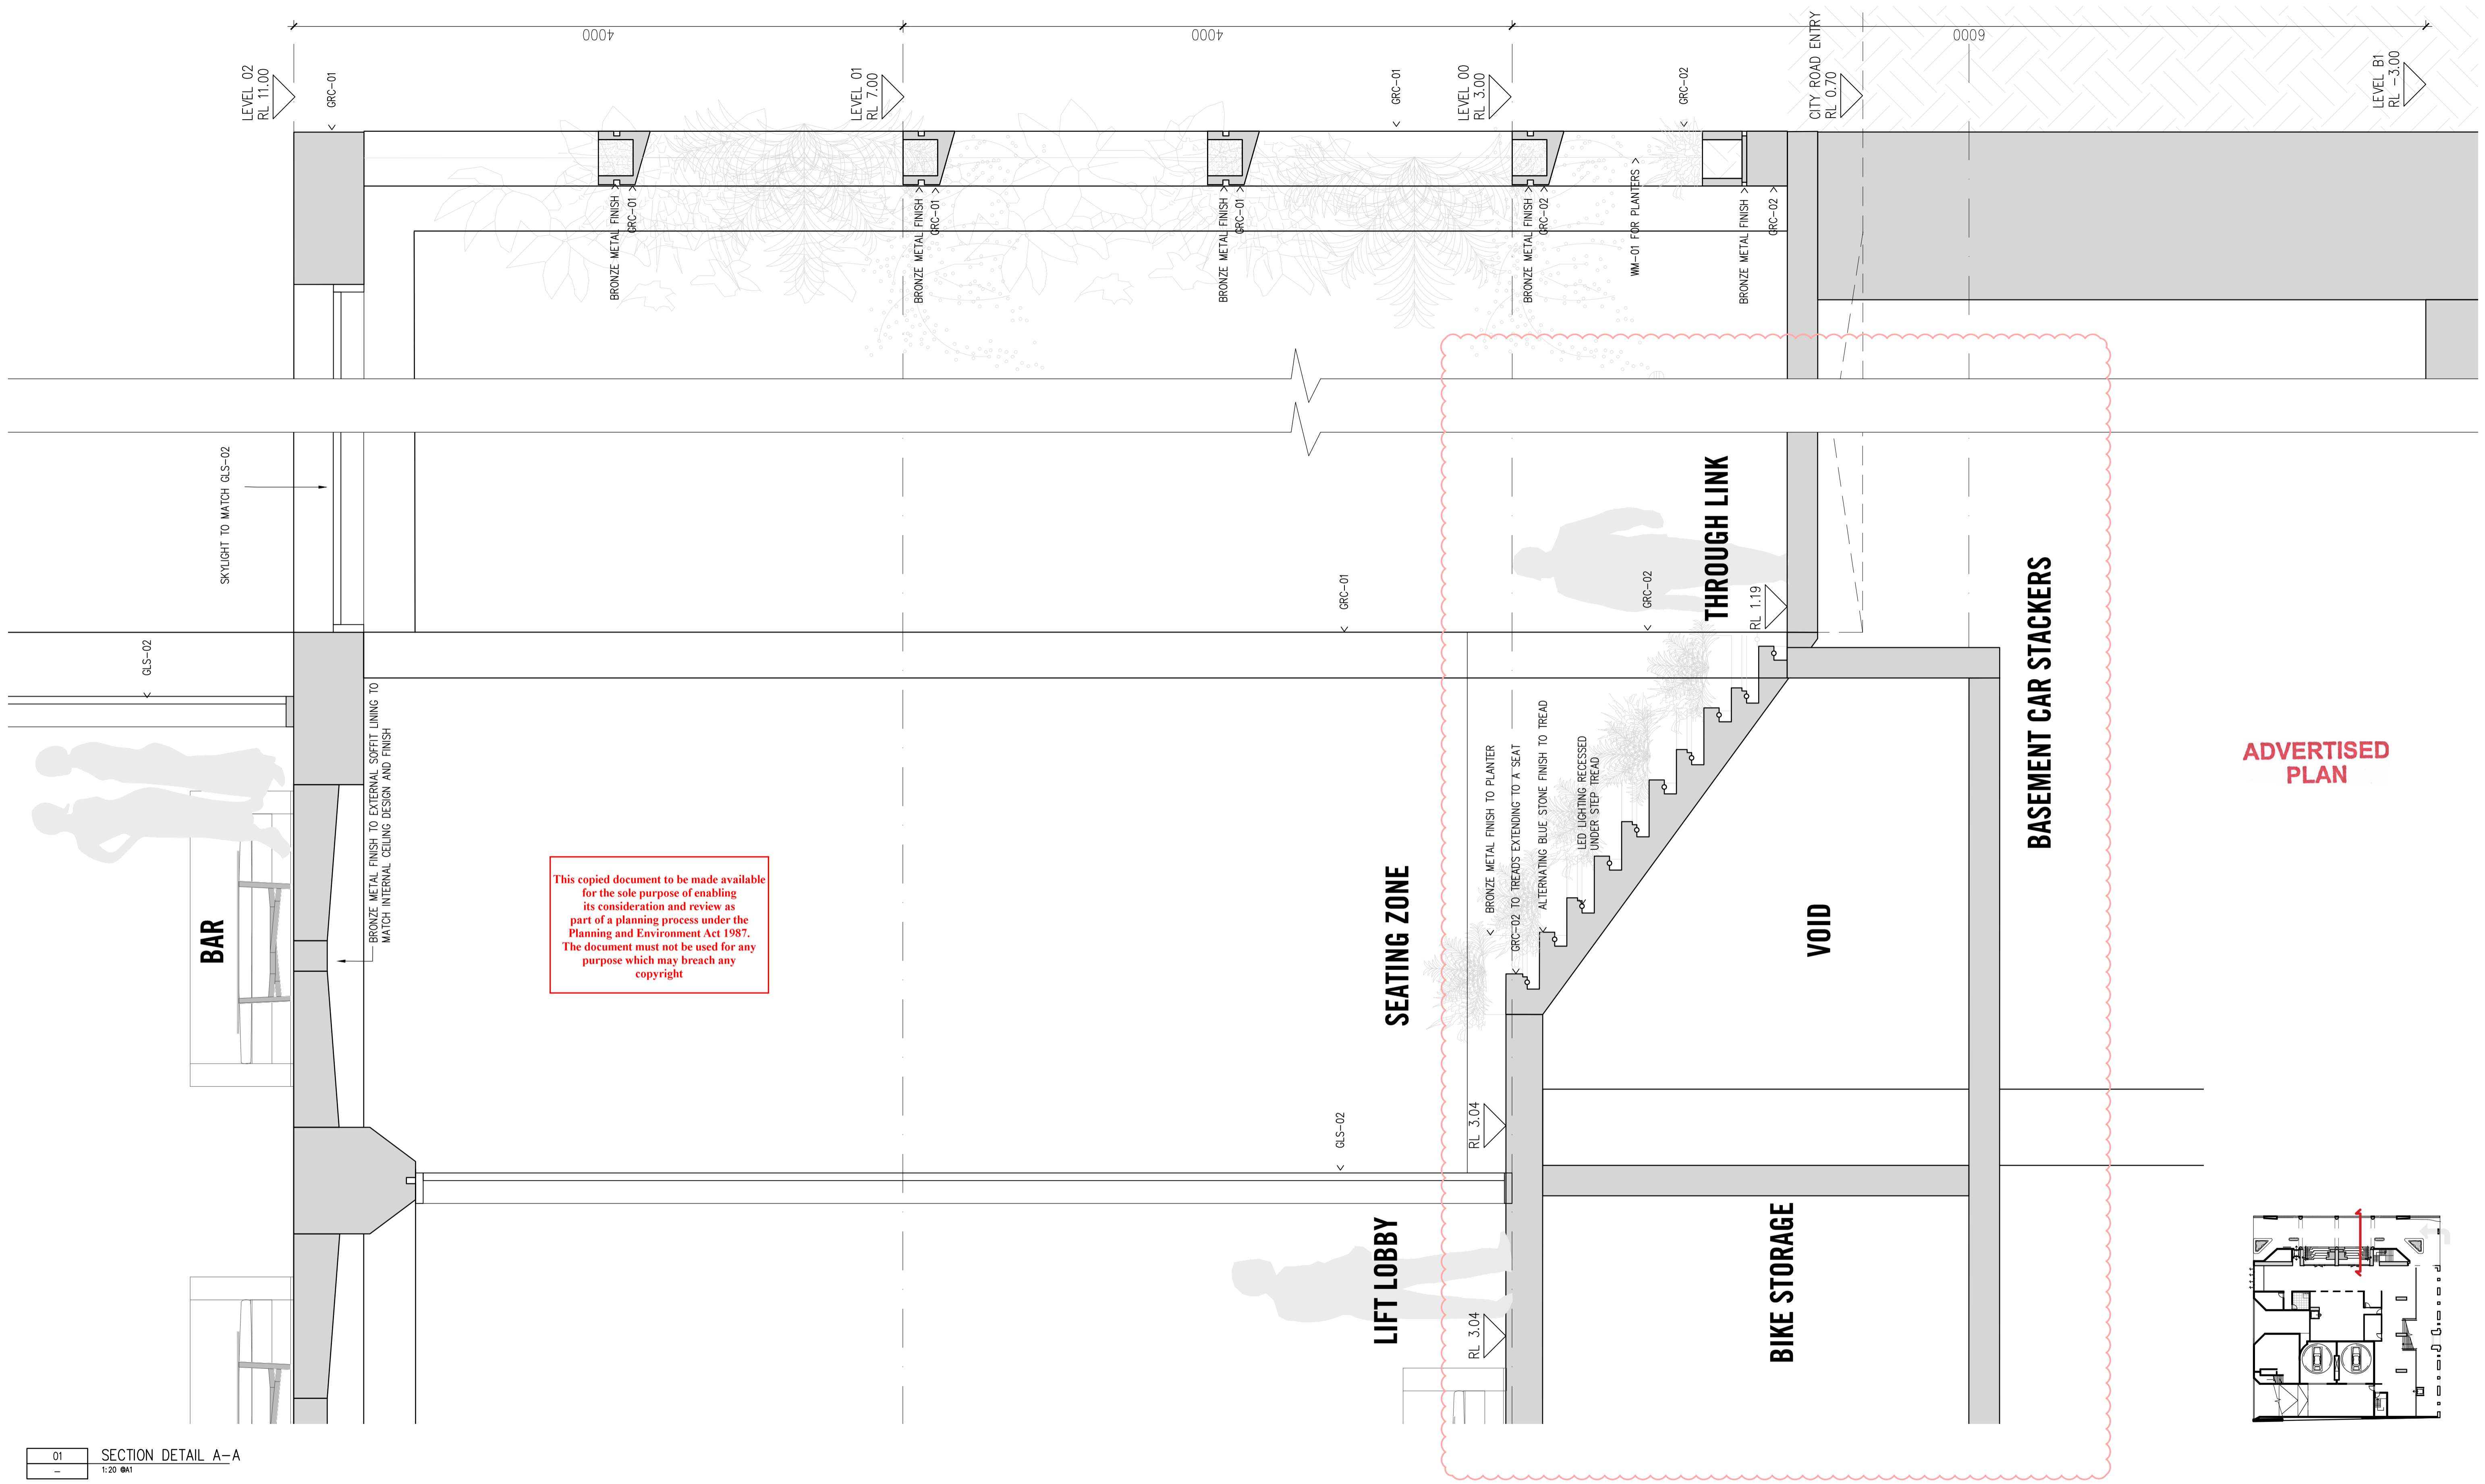 4000
4000
6000
LEVEL 02
RL 11.00
GRC-01
LEVEL 01
RL 7.00
GRC-01
LEVEL 00
RL 3.00
GRC-02
CITY ROAD ENTRY
RL 0.70
LEVEL B1
RL -3.00
BRONZE METAL FINISH
GRC-01
BRONZE METAL FINISH
GRC-01
BRONZE METAL FINISH
GRC-01
BRONZE METAL FINISH
GRC-02
WM-01 FOR PLANTERS
BRONZE METAL FINISH
GRC-02
SKYLIGHT TO MATCH GLS-02
GRC-01
GRC-02
THROUGH LINK
RL 1.19
GLS-02
BRONZE METAL FINISH TO EXTERNAL SOFFIT LINING TO
MATCH INTERNAL CEILING DESIGN AND FINISH
BAR
This copied document to be made available
for the sole purpose of enabling
its consideration and review as
part of a planning process under the
Planning and Environment Act 1987.
The document must not be used for any
purpose which may breach any
copyright
SEATING ZONE
BRONZE METAL FINISH TO PLANTER
GRC-02 TO TREADS EXTENDING TO A SEAT
ALTERNATING BLUE STONE FINISH TO TREAD
LED LIGHTING RECESSED
UNDER STEP TREAD
VOID
BASEMENT CAR STACKERS
ADVERTISED
PLAN
GLS-02
RL 3.04
LIFT LOBBY
RL 3.04
BIKE STORAGE
01
–
SECTION DETAIL A-A
1:20 @A1